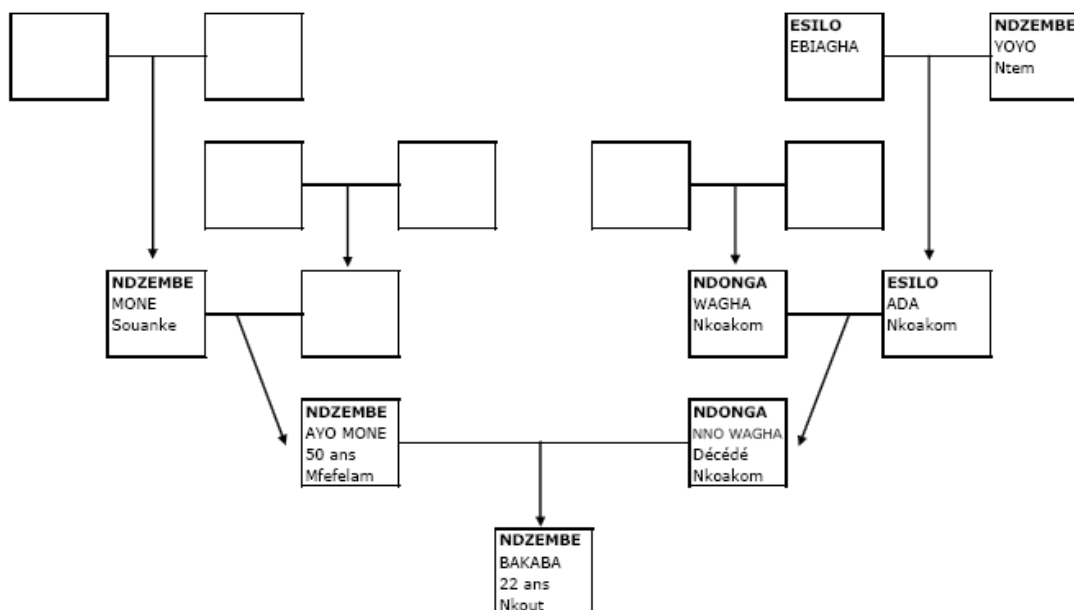 ESILO
EBIAGHA
NDZEMBE
YOYO
Ntem
NDZEMBE
MONE
Souanke
NDONGA
WAGHA
Nkoakom
ESILO
ADA
Nkoakom
NDZEMBE
AYO MONE
50 ans
Mfefelam
NDONGA
NNO WAGHA
Décédé
Nkoakom
NDZEMBE
BAKABA
22 ans
Nkout